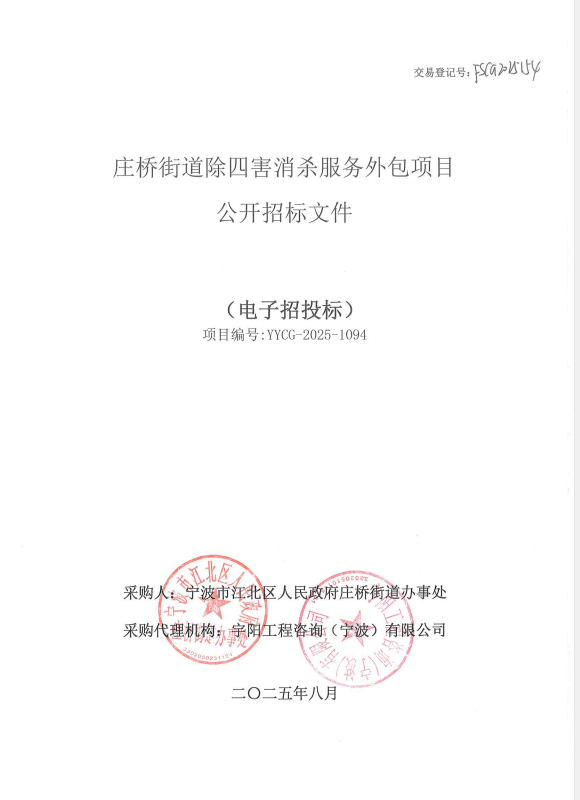 交易登记号：FSCG2025154
庄桥街道除四害消杀服务外包项目
公开招标文件
（电子招投标）
项目编号:YYCG-2025-1094
采购人：宁波市江北区人民政府庄桥街道办事处
采购代理机构：宇阳工程咨询（宁波）有限公司
二〇二五年八月